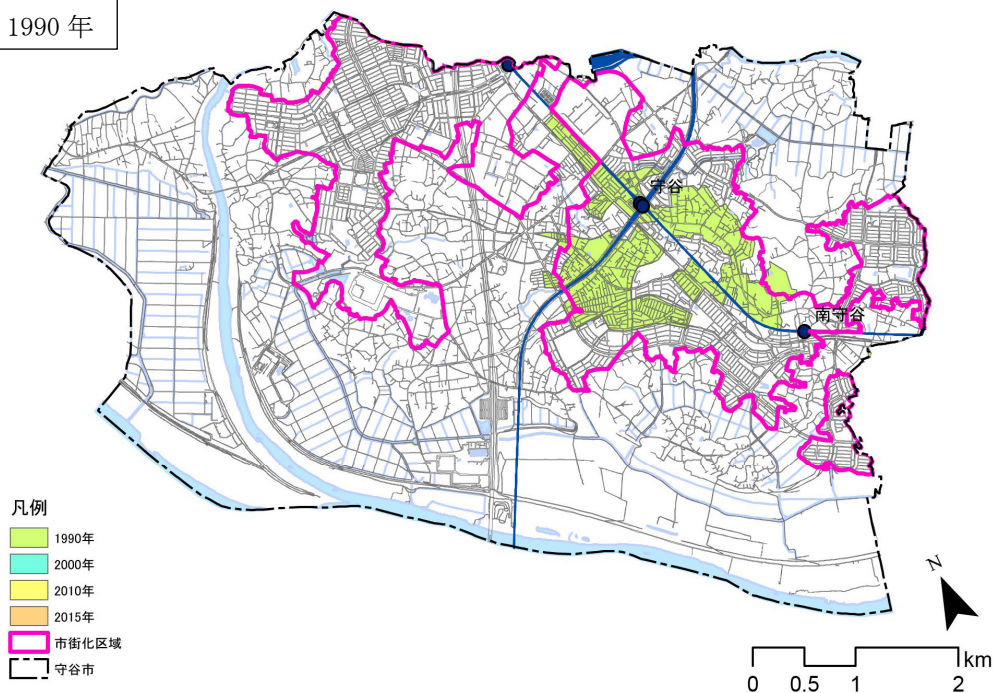 1990 年
守谷
南守谷
凡例
1990年
2000年
2010年
2015年
市街化区域
守谷市
N
km
0 0.5 1 2